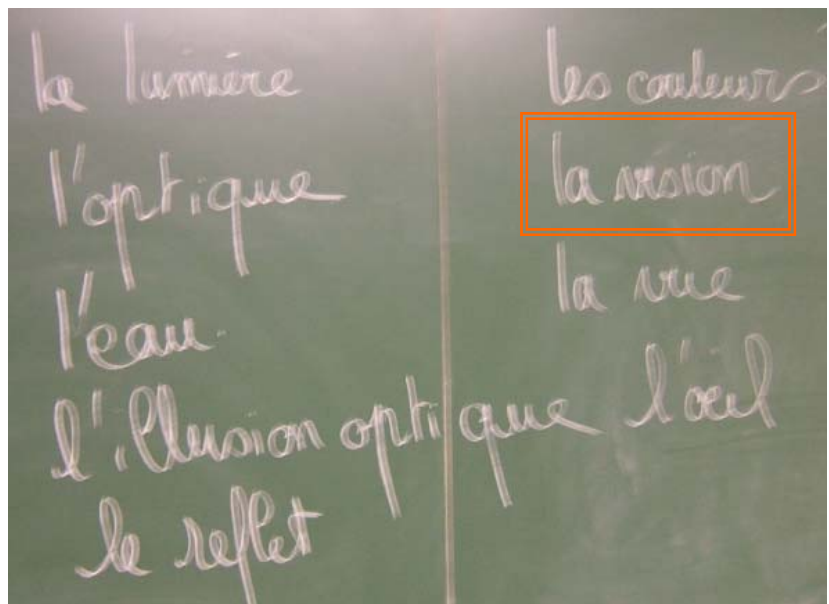 la lumière
l'optique
l'eau.
l'illusion optique
le reflet
les couleurs
la vision
la vue
l'œil